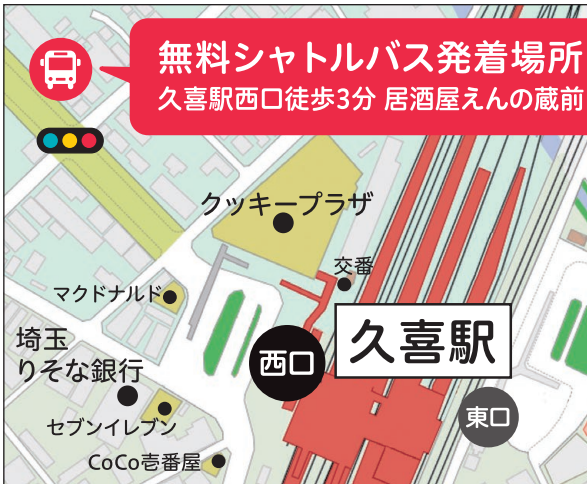 無料シャトルバス発着場所
久喜駅西口徒歩3分 居酒屋えんの蔵前
クッキープラザ
交番
マクドナルド
久喜駅
西口
埼玉
りそな銀行
東口
セブンイレブン
CoCo壱番屋